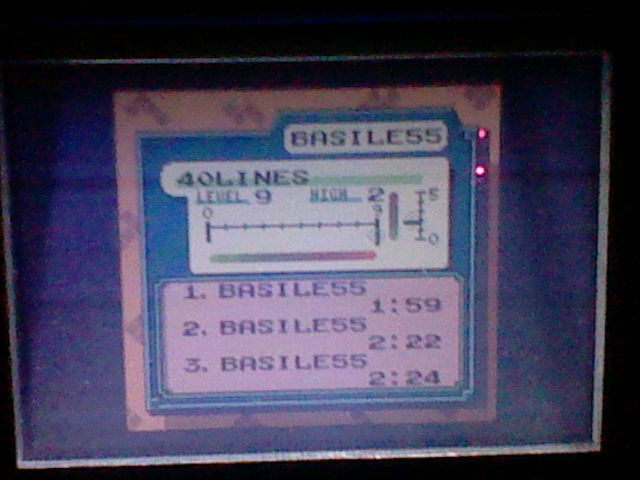 BASILE55
40LINES
LEVEL 9 HIGH 2
0 9 5
0
1. BASILE55
1:59
2. BASILE55
2:22
3. BASILE55
2:24